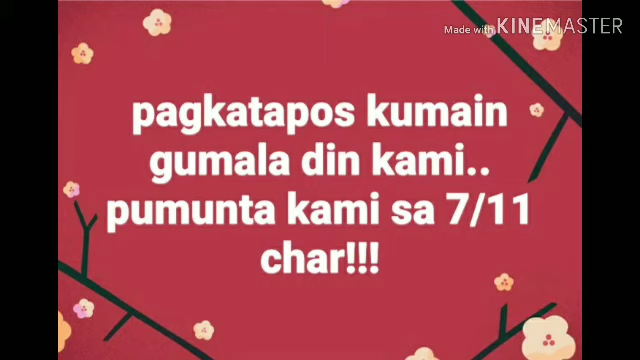 Made with KINEMASTER
pagkatapos kumain
gumala din kami..
pumunta kami sa 7/11
char!!!